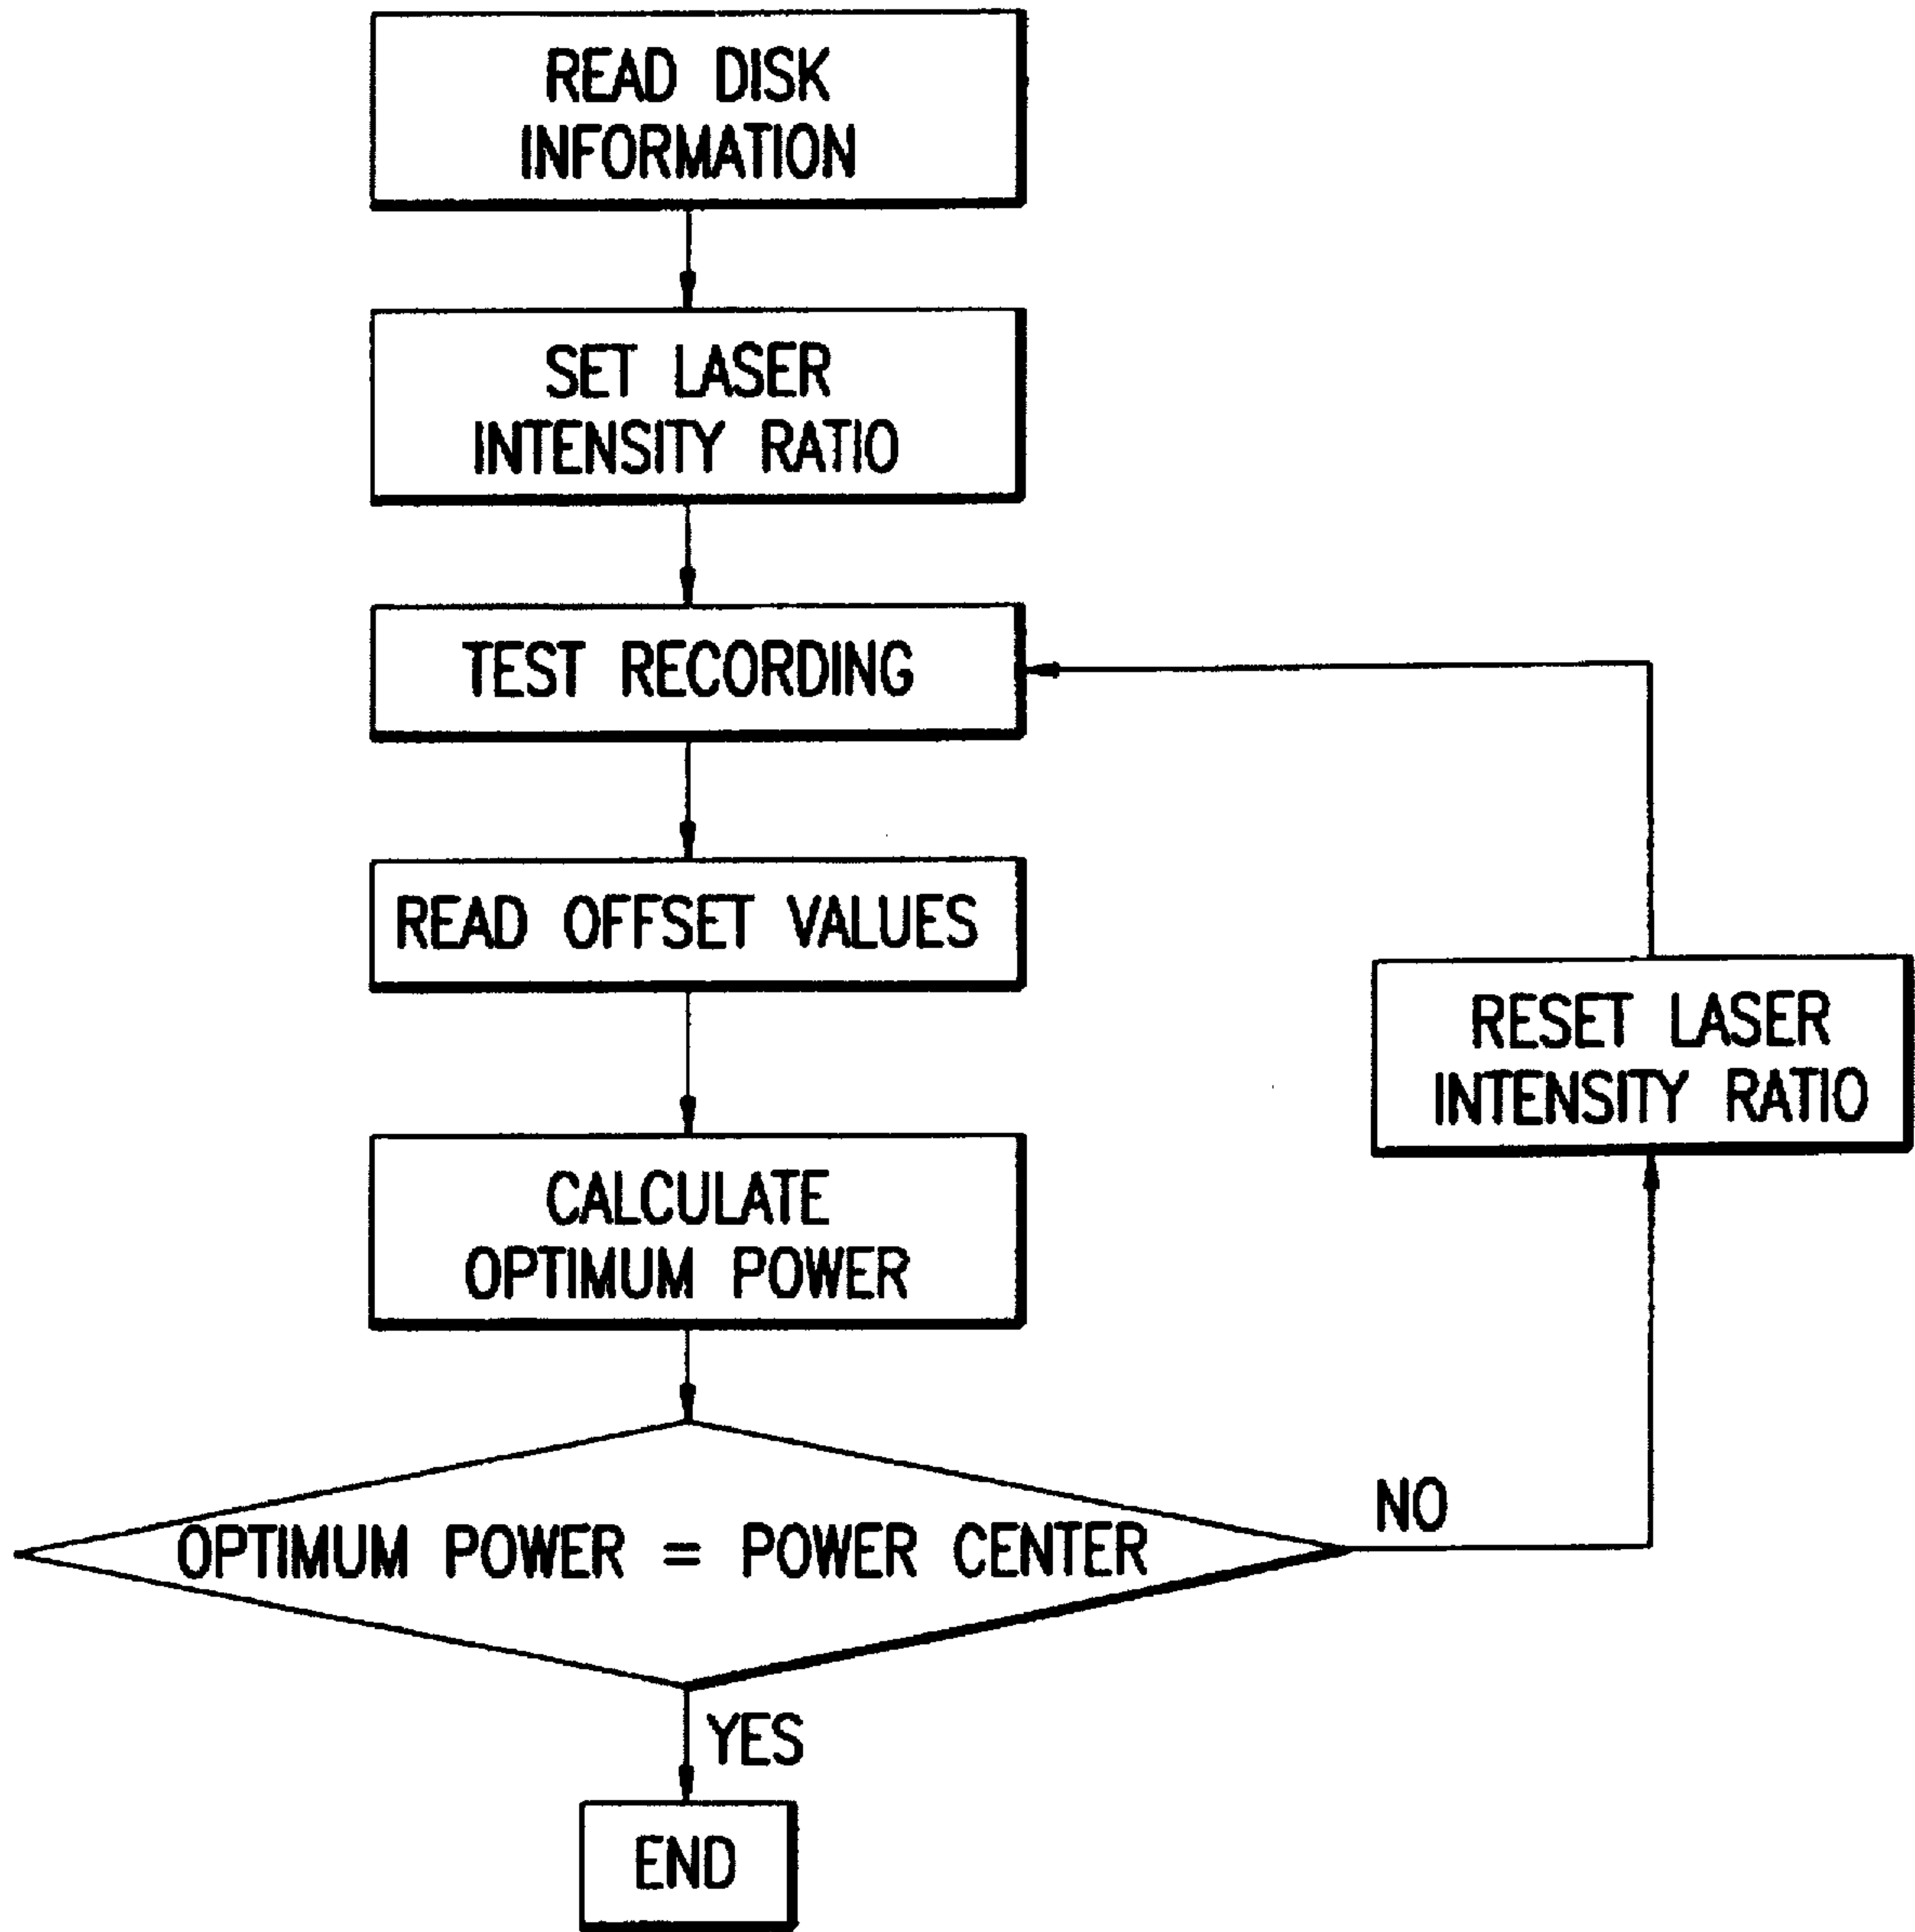 READ DISK
INFORMATION
SET LASER
INTENSITY RATIO
TEST RECORDING
READ OFFSET VALUES
RESET LASER
INTENSITY RATIO
CALCULATE
OPTIMUM POWER
NO
OPTIMUM POWER = POWER CENTER
YES
END